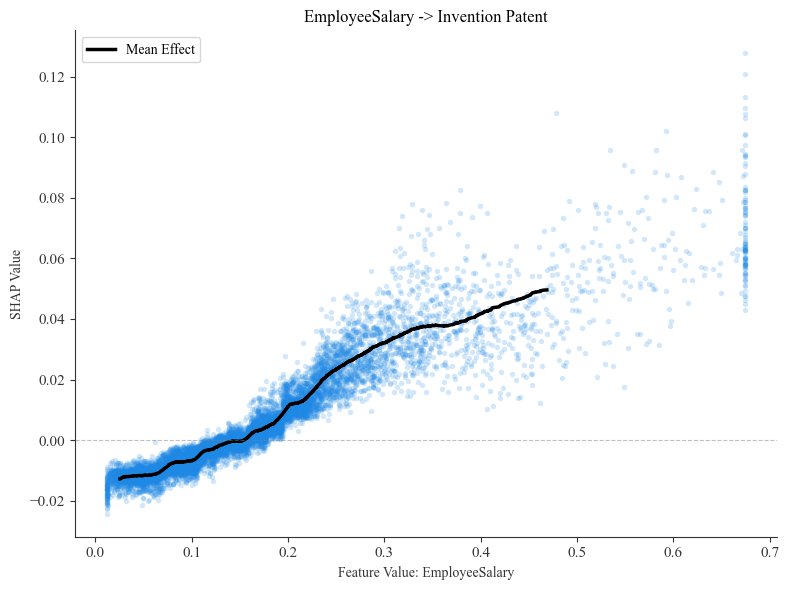 EmployeeSalary -> Invention Patent
Mean Effect
0.12
0.10
0.08
0.06
0.04
0.02
0.00
−0.02
SHAP Value
0.0 0.1 0.2 0.3 0.4 0.5 0.6 0.7
Feature Value: EmployeeSalary